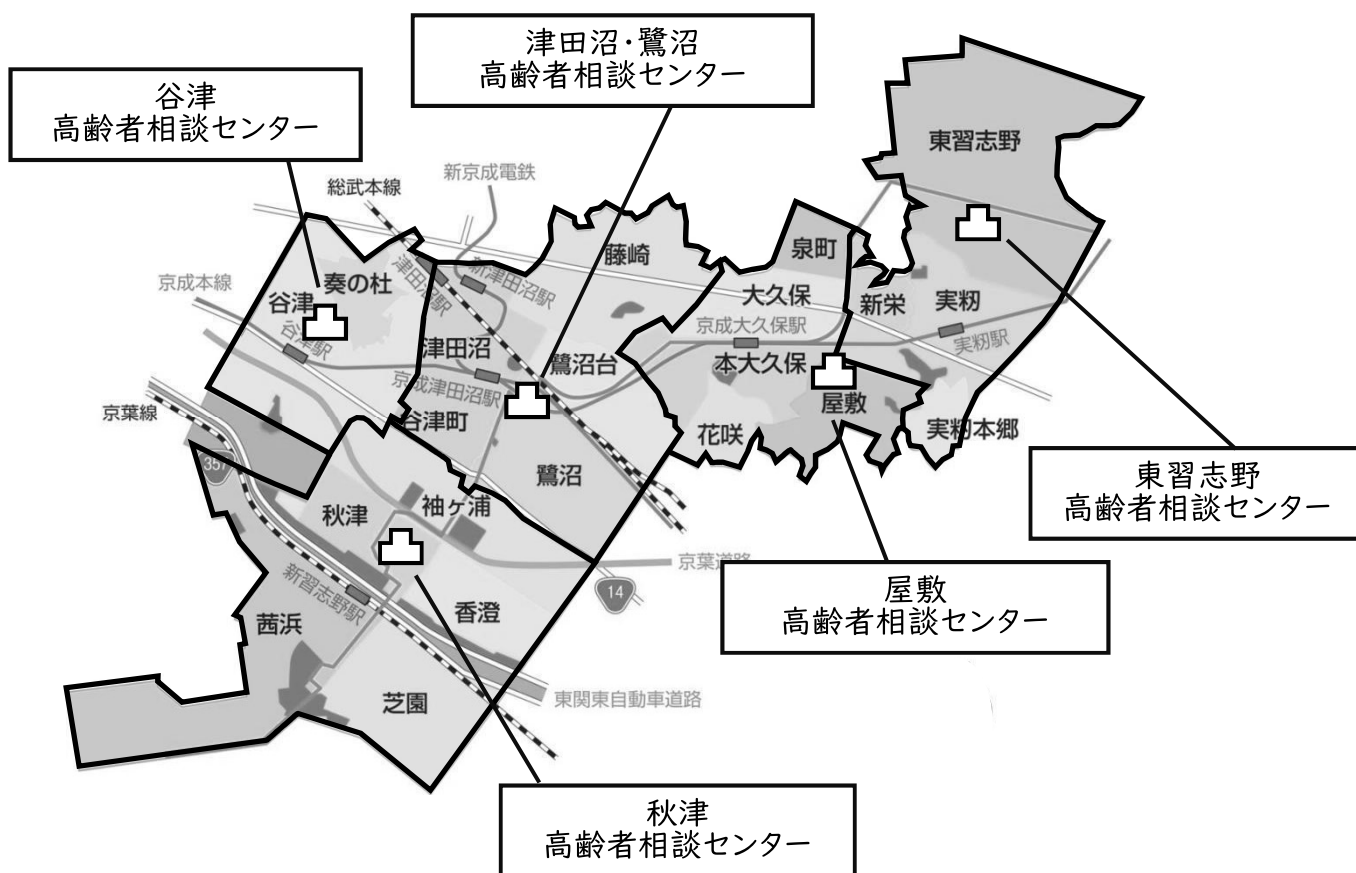 津田沼・鷺沼
高齢者相談センター
谷津
高齢者相談センター
東習志野
新京成電鉄
総武本線
藤崎
泉町
奏の杜
津田沼駅
新津田沼駅
京成本線
谷津
大久保
新栄
実籾
京成大久保駅
実籾駅
谷津駅
津田沼
鷺沼台
本大久保
京成津田沼駅
屋敷
京葉線
谷津町
花咲
実籾本郷
357
鷺沼
東習志野
高齢者相談センター
秋津
袖ヶ浦
京葉道路
新習志野駅
14
屋敷
高齢者相談センター
茜浜
香澄
芝園
東関東自動車道路
秋津
高齢者相談センター